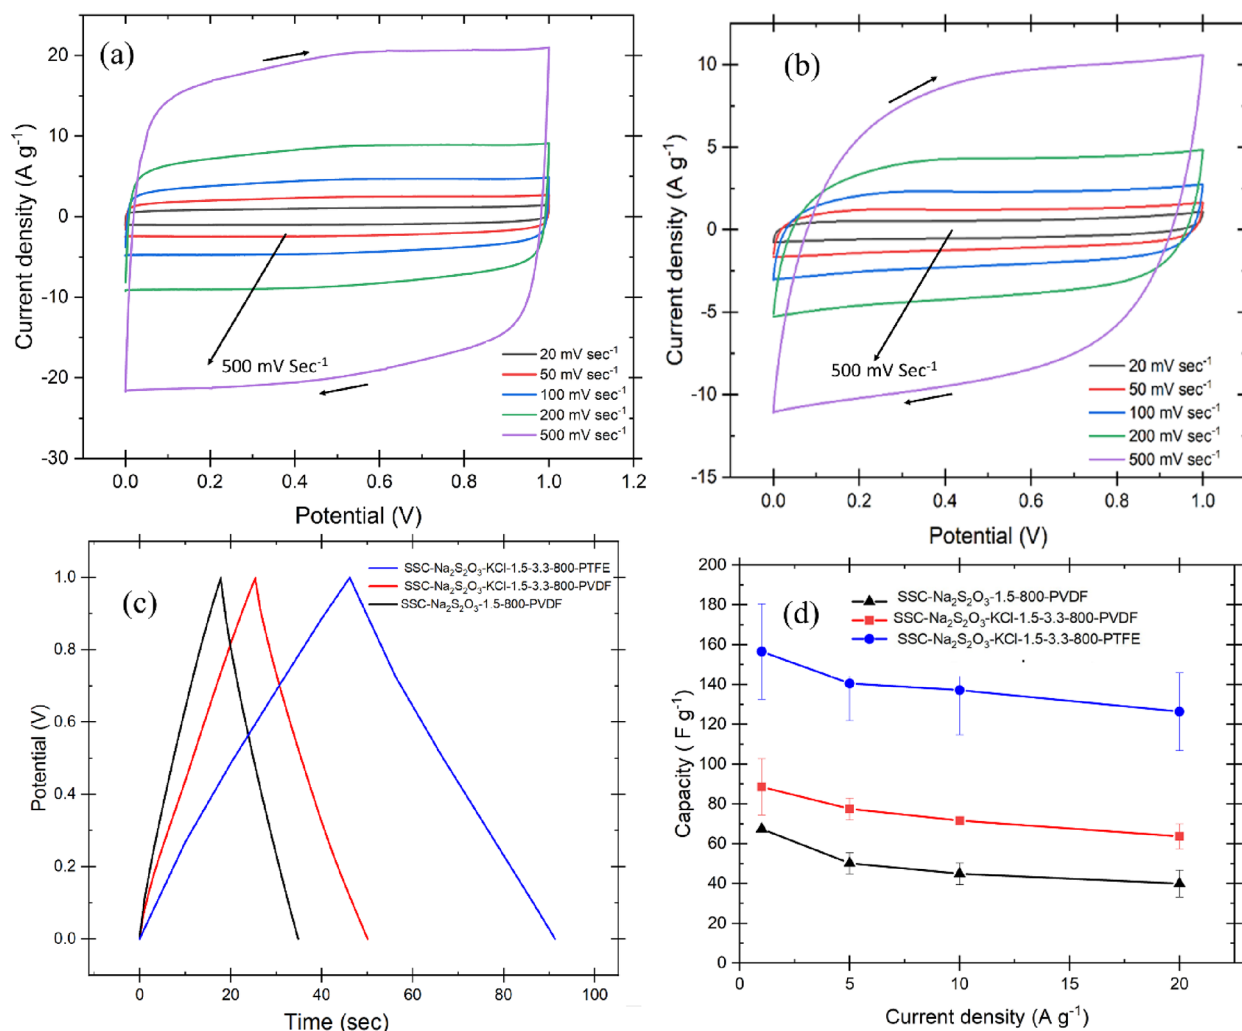 (a)
20
10
0
-10
-20
-30
Current density (A g⁻¹)
500 mV Sec⁻¹
20 mV sec⁻¹
50 mV sec⁻¹
100 mV sec⁻¹
200 mV sec⁻¹
500 mV sec⁻¹
0.0 0.2 0.4 0.6 0.8 1.0 1.2
Potential (V)
(b)
10
5
0
-5
-10
-15
Current density (A g⁻¹)
500 mV Sec⁻¹
20 mV sec⁻¹
50 mV sec⁻¹
100 mV sec⁻¹
200 mV sec⁻¹
500 mV sec⁻¹
0.0 0.2 0.4 0.6 0.8 1.0
Potential (V)
(c)
SSC-Na₂S₂O₃-KCl-1.5-3.3-800-PTFE
SSC-Na₂S₂O₃-KCl-1.5-3.3-800-PVDF
SSC-Na₂S₂O₃-1.5-800-PVDF
1.0
0.8
0.6
0.4
0.2
0.0
Potential (V)
0 20 40 60 80 100
Time (sec)
(d)
SSC-Na₂S₂O₃-1.5-800-PVDF
SSC-Na₂S₂O₃-KCl-1.5-3.3-800-PVDF
SSC-Na₂S₂O₃-KCl-1.5-3.3-800-PTFE
200
180
160
140
120
100
80
60
40
20
0
Capacity ( F g⁻¹)
0 5 10 15 20
Current density (A g⁻¹)